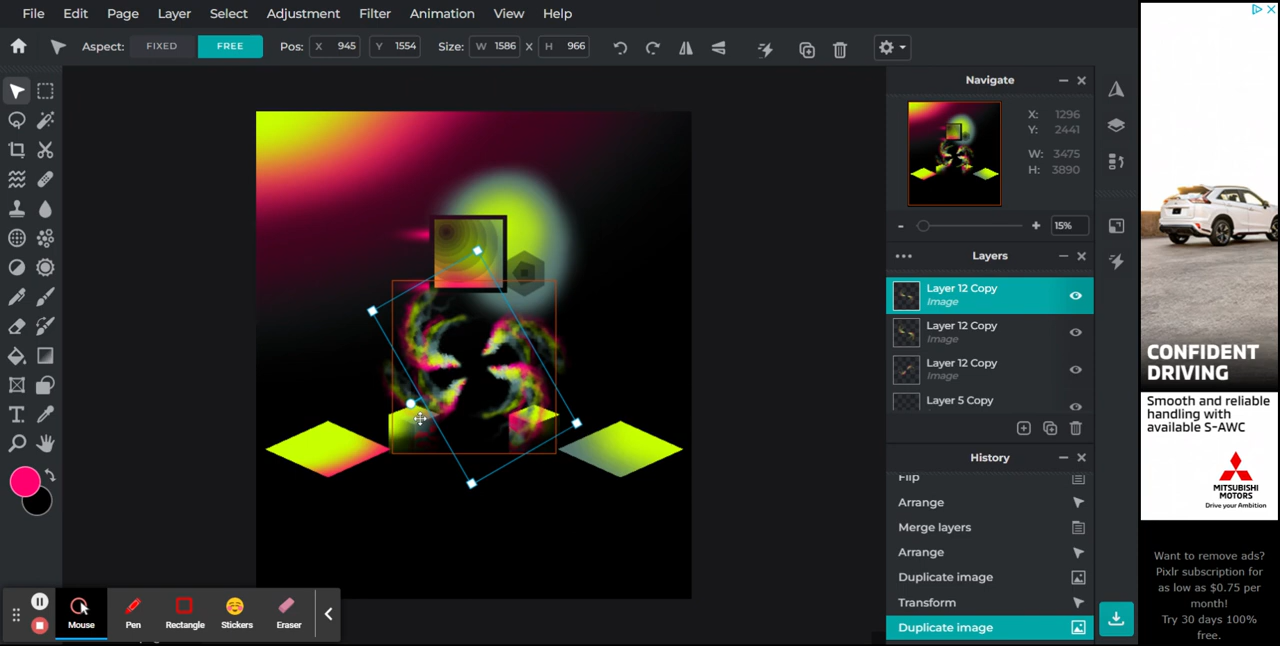 File Edit Page Layer Select Adjustment Filter Animation View Help
Aspect: FIXED FREE Pos: X 945 Y 1554 Size: W 1586 X H 966
Navigate
X: 1296
Y: 2441
W: 3475
H: 3890
- + 15%
Layers
Layer 12 Copy
Image
Layer 12 Copy
Image
Layer 12 Copy
Image
Layer 5 Copy
History
Flip
Arrange
Merge layers
Arrange
Duplicate image
Transform
Duplicate image
Mouse Pen Rectangle Stickers Eraser
CONFIDENT
DRIVING
Smooth and reliable
handling with
available S-AWC
MITSUBISHI
MOTORS
Drive your Ambition
Want to remove ads?
Pixlr subscription for
as low as $0.75 per
month!
Try 30 days 100%
free.